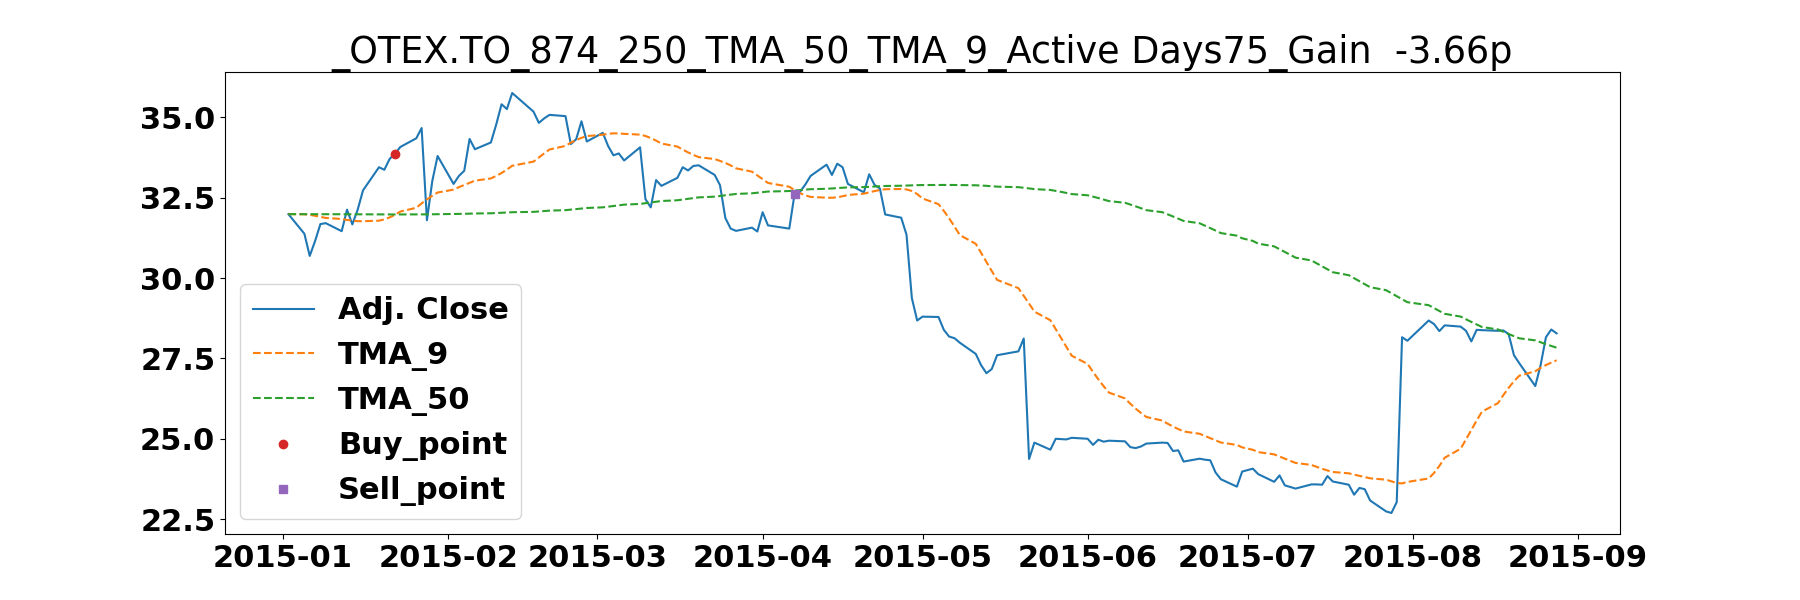 _OTEX.TO_874_250_TMA_50_TMA_9_Active Days75_Gain  -3.66p
35.0
32.5
30.0
27.5
25.0
22.5
Adj. Close
TMA_9
TMA_50
Buy_point
Sell_point
2015-01 2015-02 2015-03 2015-04 2015-05 2015-06 2015-07 2015-08 2015-09